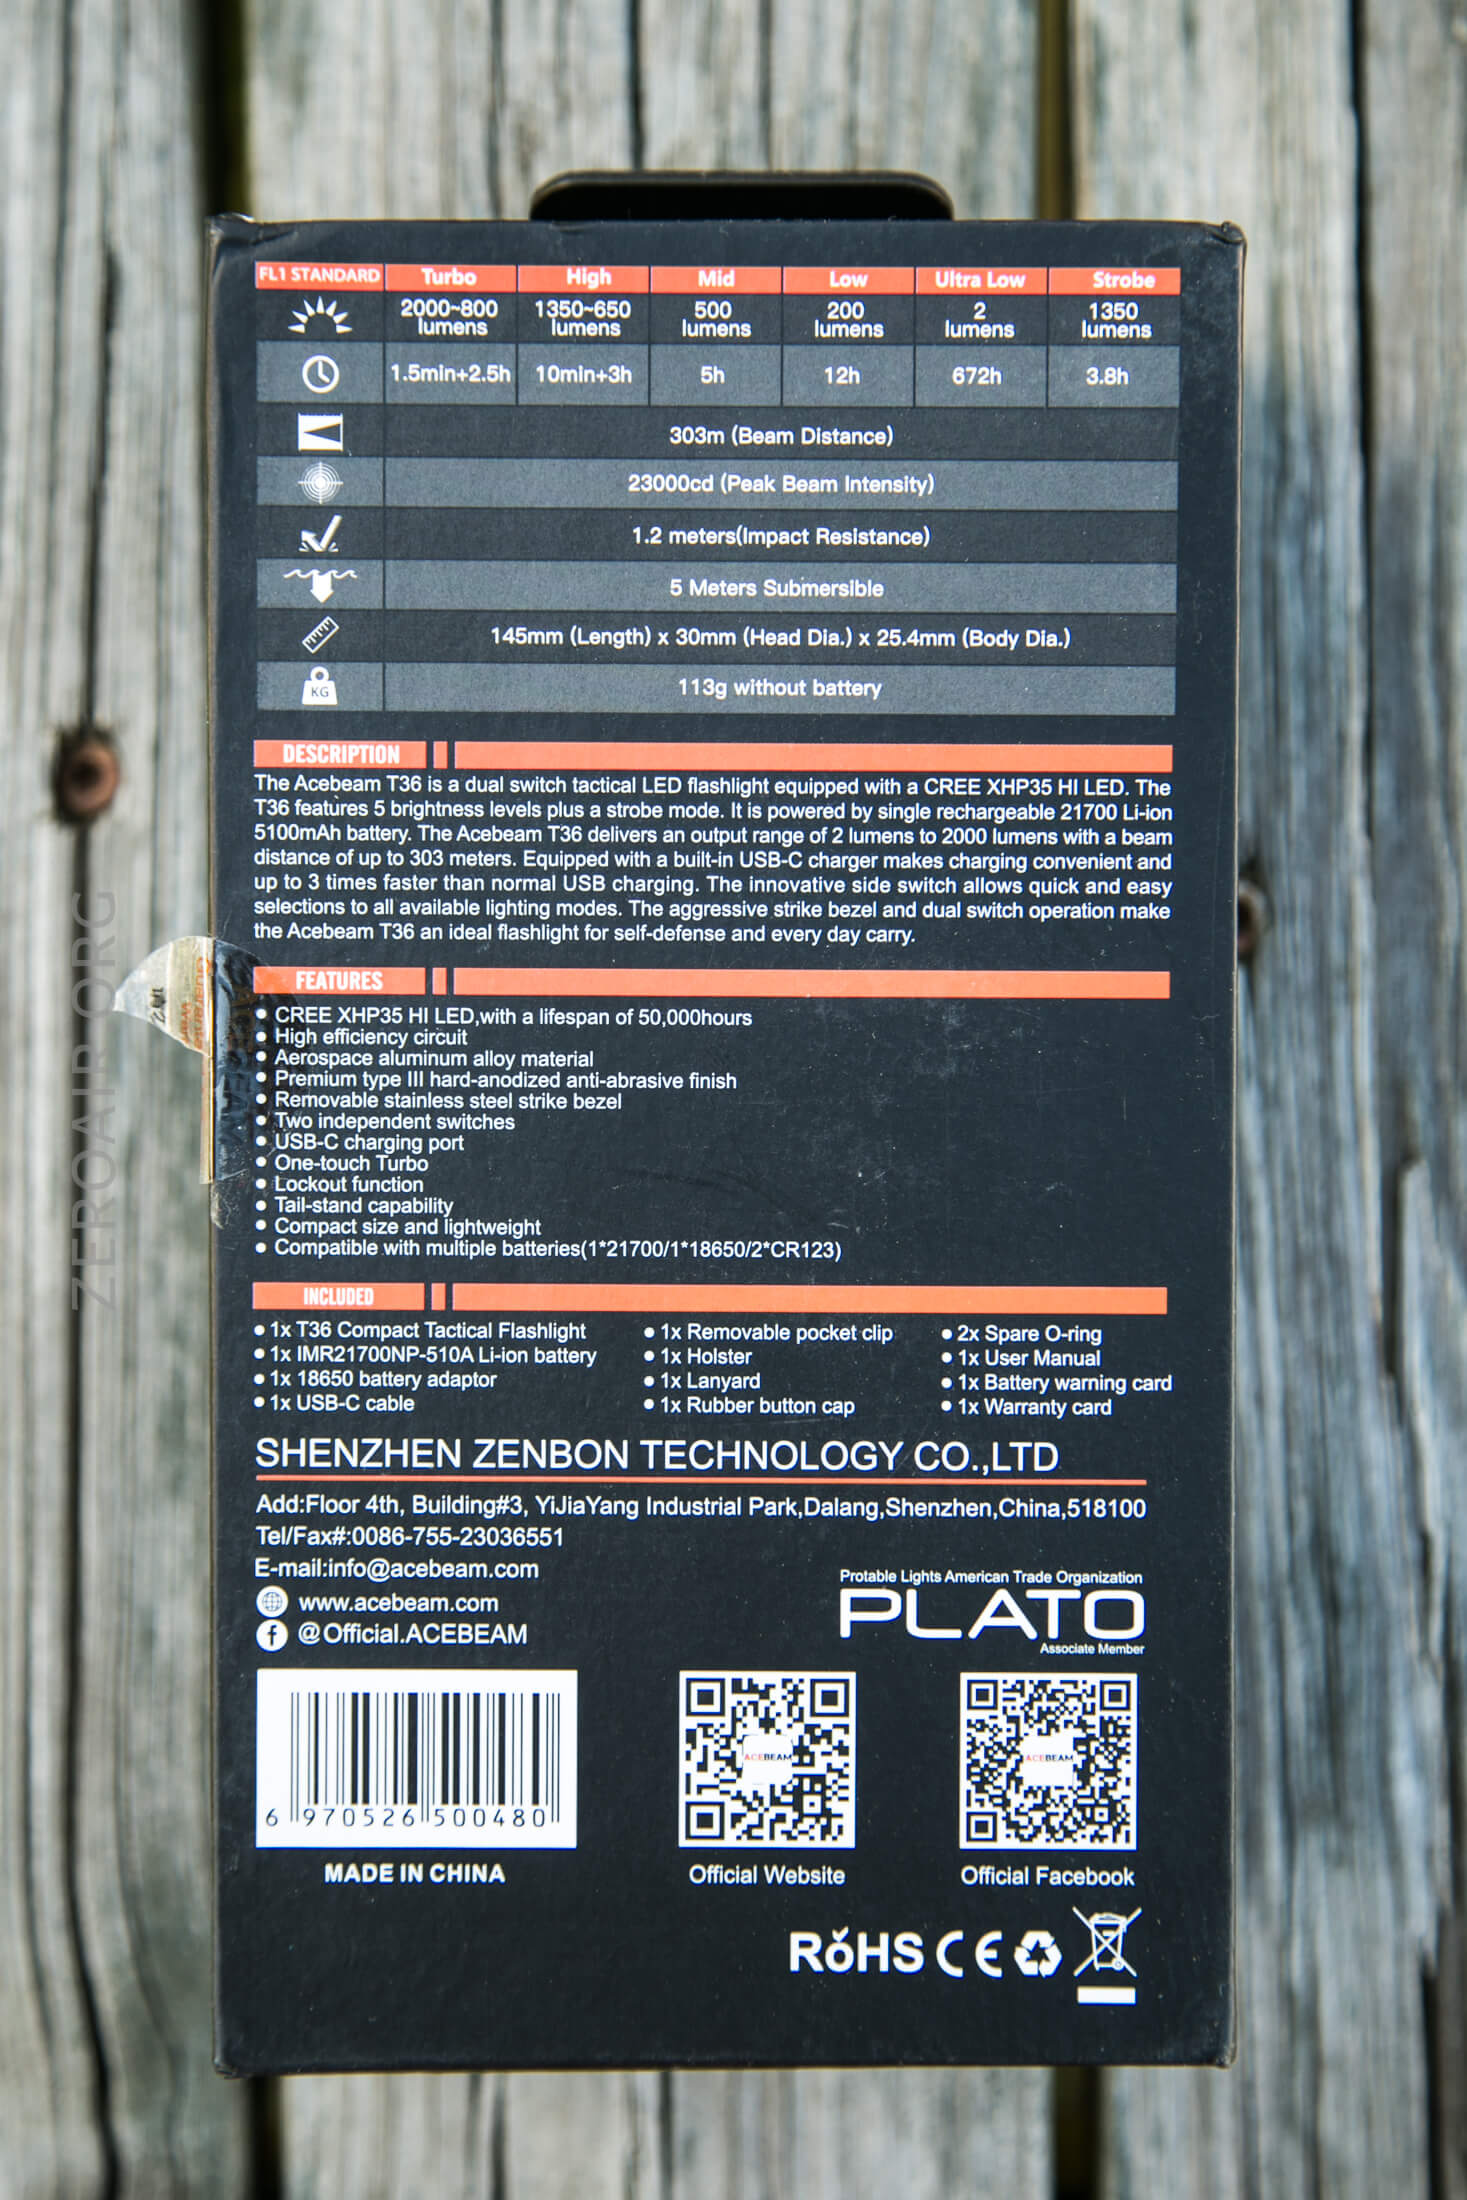 FL1 STANDARD Turbo High Mid Low Ultra Low Strobe
2000~800 lumens 1350~650 lumens 500 lumens 200 lumens 2 lumens 1350 lumens
1.5min+2.5h 10min+3h 5h 12h 672h 3.8h
303m (Beam Distance)
23000cd (Peak Beam Intensity)
1.2 meters(Impact Resistance)
5 Meters Submersible
145mm (Length) x 30mm (Head Dia.) x 25.4mm (Body Dia.)
KG 113g without battery
DESCRIPTION
The Acebeam T36 is a dual switch tactical LED flashlight equipped with a CREE XHP35 HI LED. The
T36 features 5 brightness levels plus a strobe mode. It is powered by single rechargeable 21700 Li-ion
5100mAh battery. The Acebeam T36 delivers an output range of 2 lumens to 2000 lumens with a beam
distance of up to 303 meters. Equipped with a built-in USB-C charger makes charging convenient and
up to 3 times faster than normal USB charging. The innovative side switch allows quick and easy
selections to all available lighting modes. The aggressive strike bezel and dual switch operation make
the Acebeam T36 an ideal flashlight for self-defense and every day carry.
FEATURES
• CREE XHP35 HI LED,with a lifespan of 50,000hours
• High efficiency circuit
• Aerospace aluminum alloy material
• Premium type III hard-anodized anti-abrasive finish
• Removable stainless steel strike bezel
• Two independent switches
• USB-C charging port
• One-touch Turbo
• Lockout function
• Tail-stand capability
• Compact size and lightweight
• Compatible with multiple batteries(1*21700/1*18650/2*CR123)
INCLUDED
• 1x T36 Compact Tactical Flashlight
• 1x IMR21700NP-510A Li-ion battery
• 1x 18650 battery adaptor
• 1x USB-C cable
• 1x Removable pocket clip
• 1x Holster
• 1x Lanyard
• 1x Rubber button cap
• 2x Spare O-ring
• 1x User Manual
• 1x Battery warning card
• 1x Warranty card
SHENZHEN ZENBON TECHNOLOGY CO.,LTD
Add:Floor 4th, Building#3, YiJiaYang Industrial Park,Dalang,Shenzhen,China,518100
Tel/Fax#:0086-755-23036551
E-mail:info@acebeam.com
www.acebeam.com
@Official.ACEBEAM
Protable Lights American Trade Organization
PLATO
Associate Member
6 970526 500480
MADE IN CHINA
ACEBEAM
Official Website
ACEBEAM
Official Facebook
RoHS CE
ZEROAIR.ORG